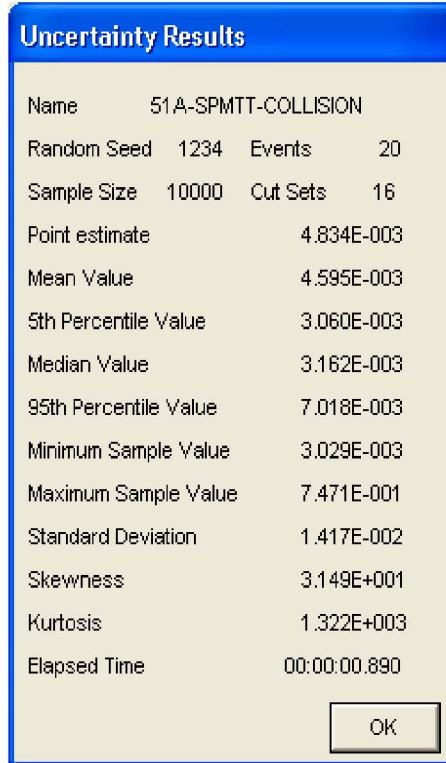 Uncertainty Results
Name 51A-SPMTT-COLLISION
Random Seed 1234 Events 20
Sample Size 10000 Cut Sets 16
Point estimate 4.834E-003
Mean Value 4.595E-003
5th Percentile Value 3.060E-003
Median Value 3.162E-003
95th Percentile Value 7.018E-003
Minimum Sample Value 3.029E-003
Maximum Sample Value 7.471E-001
Standard Deviation 1.417E-002
Skewness 3.149E+001
Kurtosis 1.322E+003
Elapsed Time 00:00:00.890
OK